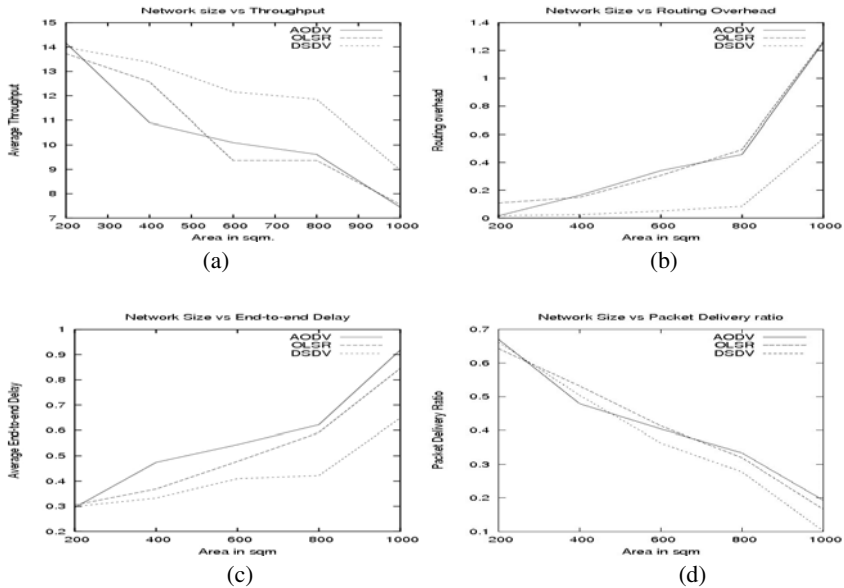 Network size vs Throughput
15
14
13
12
11
10
9
8
7
200 400 600 800 1000
Average Throughput
Area in sqm.
AODV
OLSR
DSDV
(a)
Network Size vs Routing Overhead
1.4
1.2
1
0.8
0.6
0.4
0.2
0
200 400 600 800 1000
Routing overhead
Area in sqm
AODV
OLSR
DSDV
(b)
Network Size vs End-to-end Delay
1
0.9
0.8
0.7
0.6
0.5
0.4
0.3
0.2
200 400 600 800 1000
Average End-to-end Delay
Area in sqm
AODV
OLSR
DSDV
(c)
Network Size vs Packet Delivery ratio
0.7
0.6
0.5
0.4
0.3
0.2
0.1
200 400 600 800 1000
Packet Delivery Ratio
Area in sqm
AODV
OLSR
DSDV
(d)